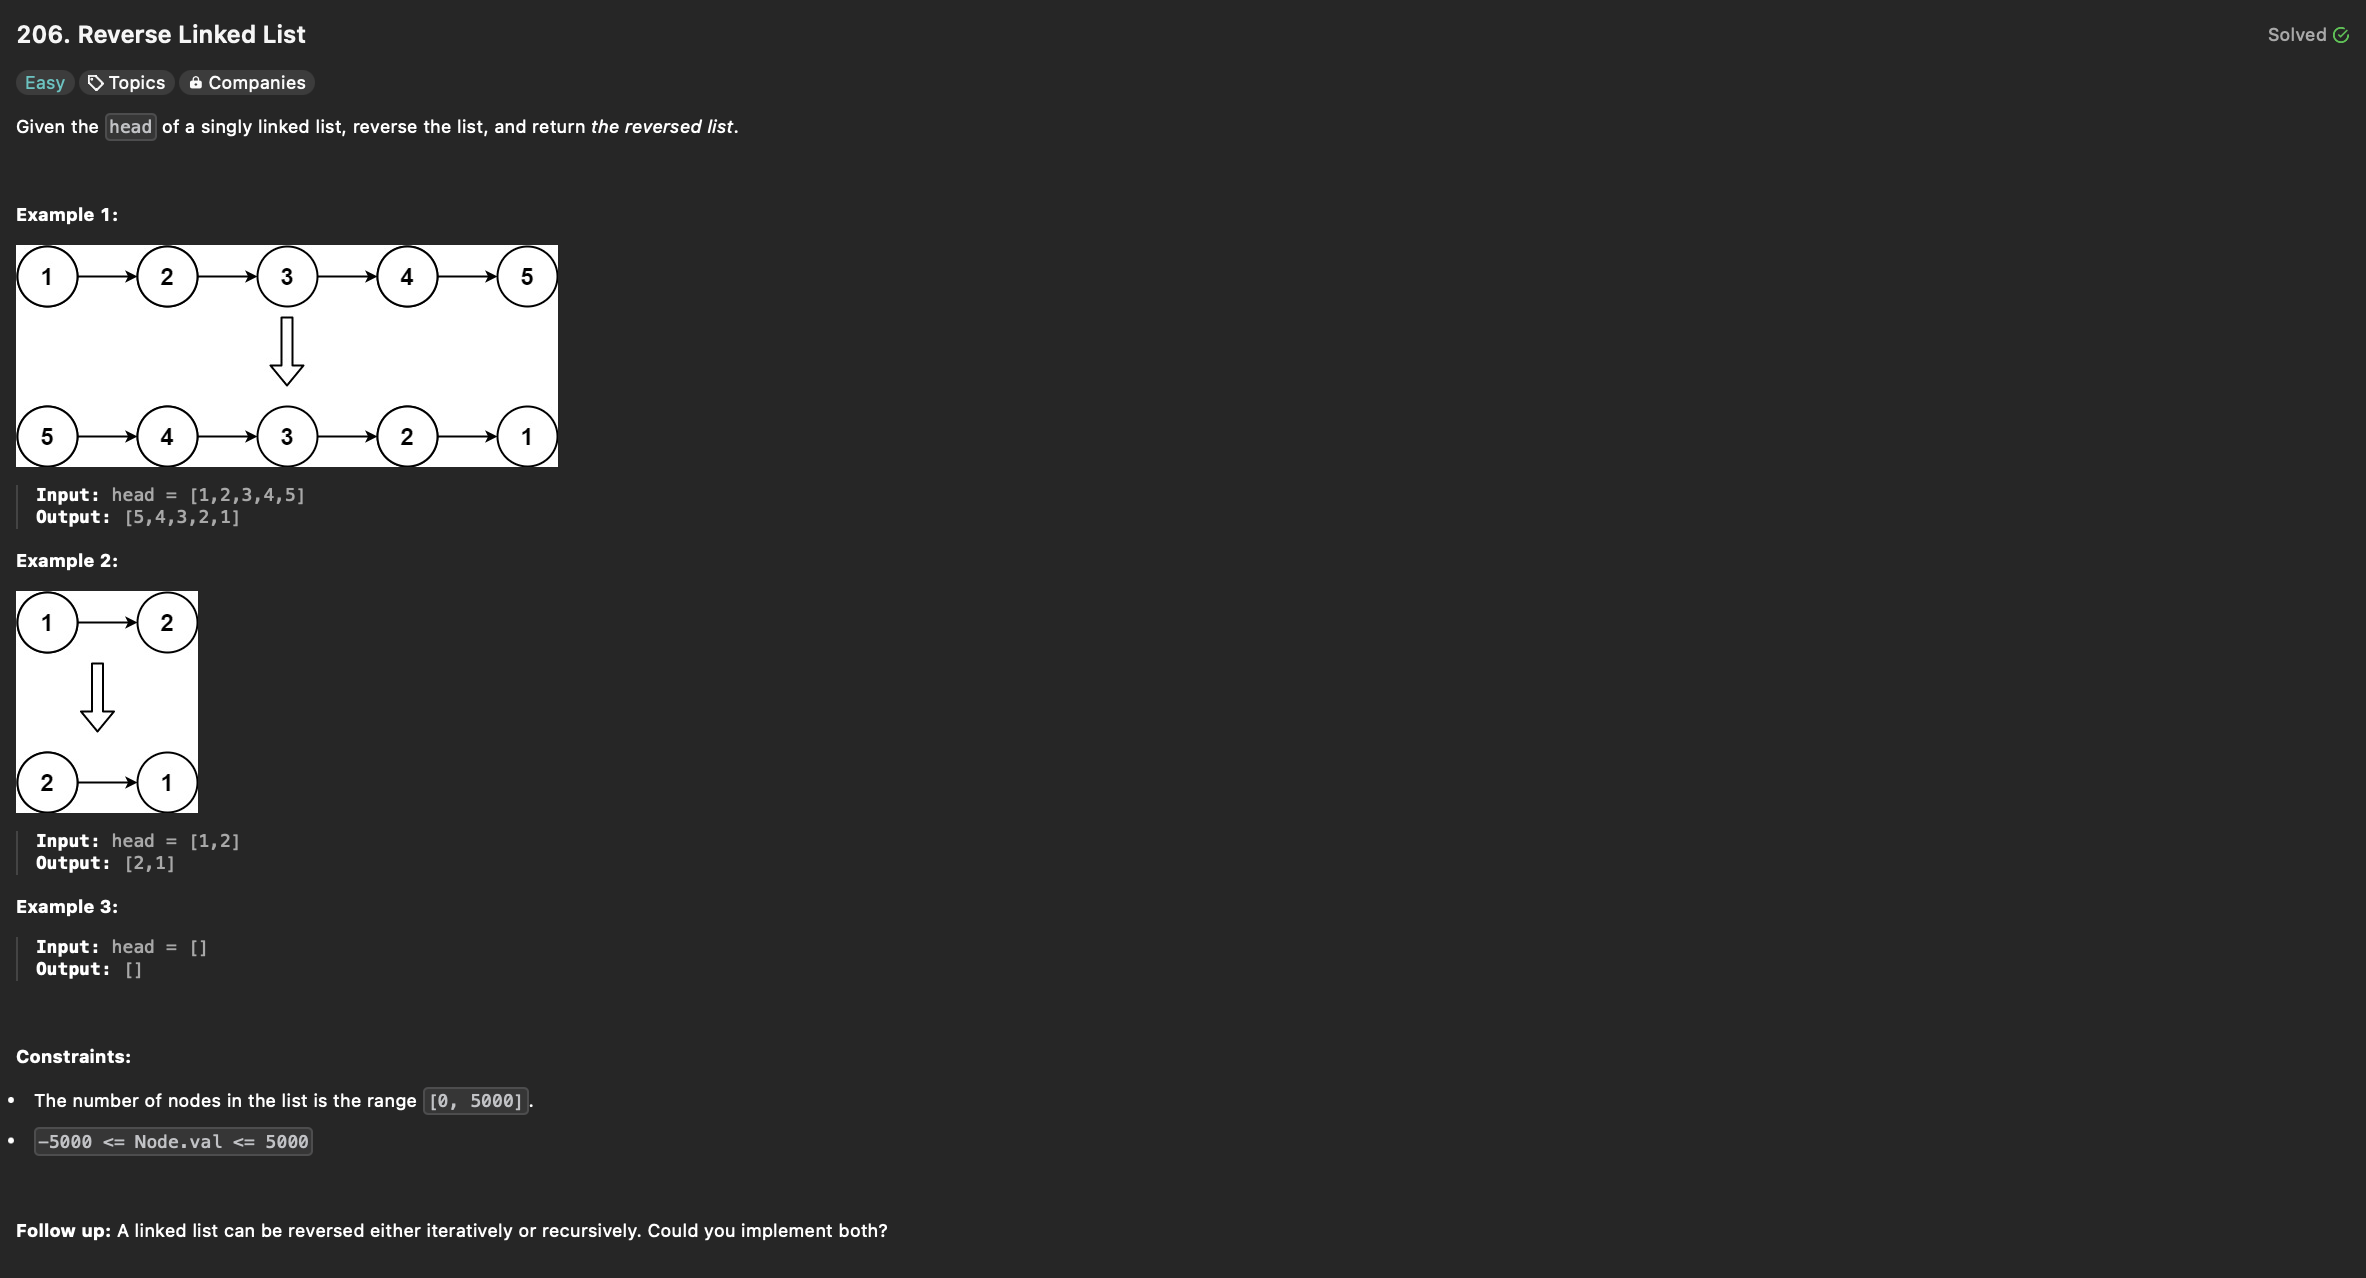 206. Reverse Linked List
Solved
Easy Topics Companies
Given the head of a singly linked list, reverse the list, and return the reversed list.
Example 1:
1 2 3 4 5
5 4 3 2 1
Input: head = [1,2,3,4,5]
Output: [5,4,3,2,1]
Example 2:
1 2
2 1
Input: head = [1,2]
Output: [2,1]
Example 3:
Input: head = []
Output: []
Constraints:
• The number of nodes in the list is the range [0, 5000].
• -5000 <= Node.val <= 5000
Follow up: A linked list can be reversed either iteratively or recursively. Could you implement both?